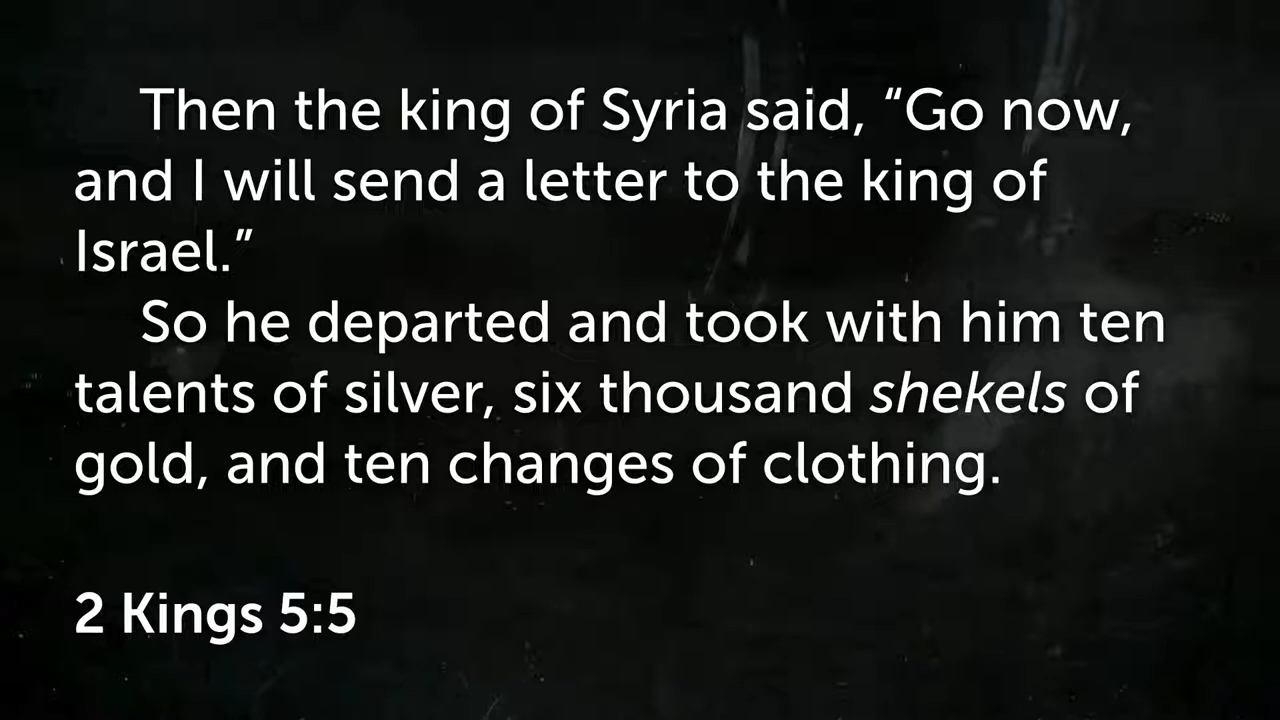 Then the king of Syria said, “Go now,
and I will send a letter to the king of
Israel.”
So he departed and took with him ten
talents of silver, six thousand shekels of
gold, and ten changes of clothing.
2 Kings 5:5